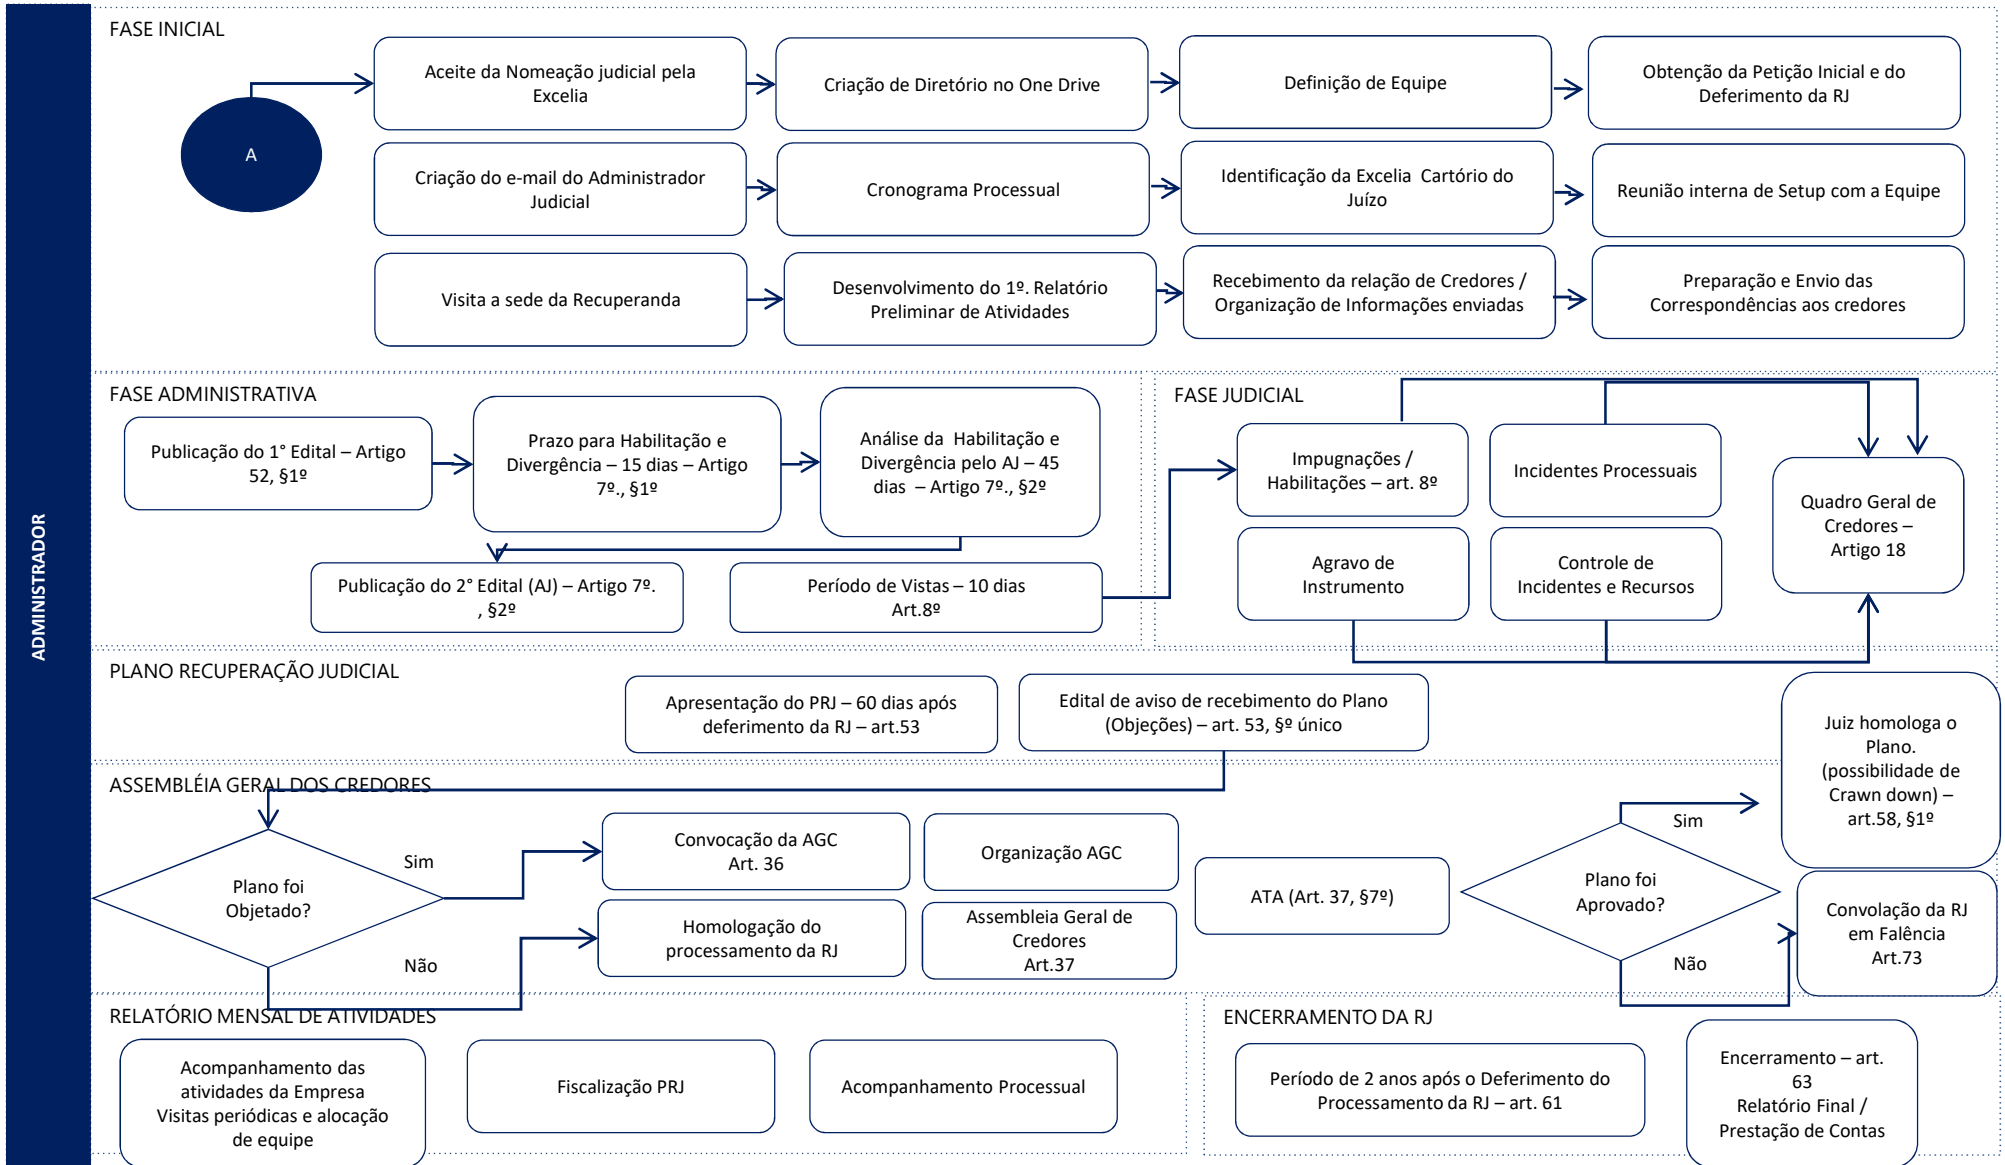 ADMINISTRADOR
FASE INICIAL
A
Aceite da Nomeação judicial pela
Excelia
Criação de Diretório no One Drive
Definição de Equipe
Obtenção da Petição Inicial e do
Deferimento da RJ
Criação do e-mail do Administrador
Judicial
Cronograma Processual
Identificação da Excelia  Cartório do
Juízo
Reunião interna de Setup com a Equipe
Visita a sede da Recuperanda
Desenvolvimento do 1º. Relatório
Preliminar de Atividades
Recebimento da relação de Credores /
Organização de Informações enviadas
Preparação e Envio das
Correspondências aos credores
FASE ADMINISTRATIVA
Publicação do 1° Edital – Artigo
52, §1º
Prazo para Habilitação e
Divergência – 15 dias – Artigo
7º., §1º
Análise da  Habilitação e
Divergência pelo AJ – 45
dias  – Artigo 7º., §2º
Publicação do 2° Edital (AJ) – Artigo 7º.
, §2º
Período de Vistas – 10 dias
Art.8º
FASE JUDICIAL
Impugnações /
Habilitações – art. 8º
Incidentes Processuais
Agravo de
Instrumento
Controle de
Incidentes e Recursos
Quadro Geral de
Credores –
Artigo 18
PLANO RECUPERAÇÃO JUDICIAL
Apresentação do PRJ – 60 dias após
deferimento da RJ – art.53
Edital de aviso de recebimento do Plano
(Objeções) – art. 53, §º único
Juiz homologa o
Plano.
(possibilidade de
Crawn down) –
art.58, §1º
ASSEMBLÉIA GERAL DOS CREDORES
Plano foi
Objetado?
Sim
Não
Convocação da AGC
Art. 36
Organização AGC
Homologação do
processamento da RJ
Assembleia Geral de
Credores
Art.37
ATA (Art. 37, §7º)
Plano foi
Aprovado?
Sim
Não
Convolação da RJ
em Falência
Art.73
RELATÓRIO MENSAL DE ATIVIDADES
Acompanhamento das
atividades da Empresa
Visitas periódicas e alocação
de equipe
Fiscalização PRJ
Acompanhamento Processual
ENCERRAMENTO DA RJ
Período de 2 anos após o Deferimento do
Processamento da RJ – art. 61
Encerramento – art.
63
Relatório Final /
Prestação de Contas